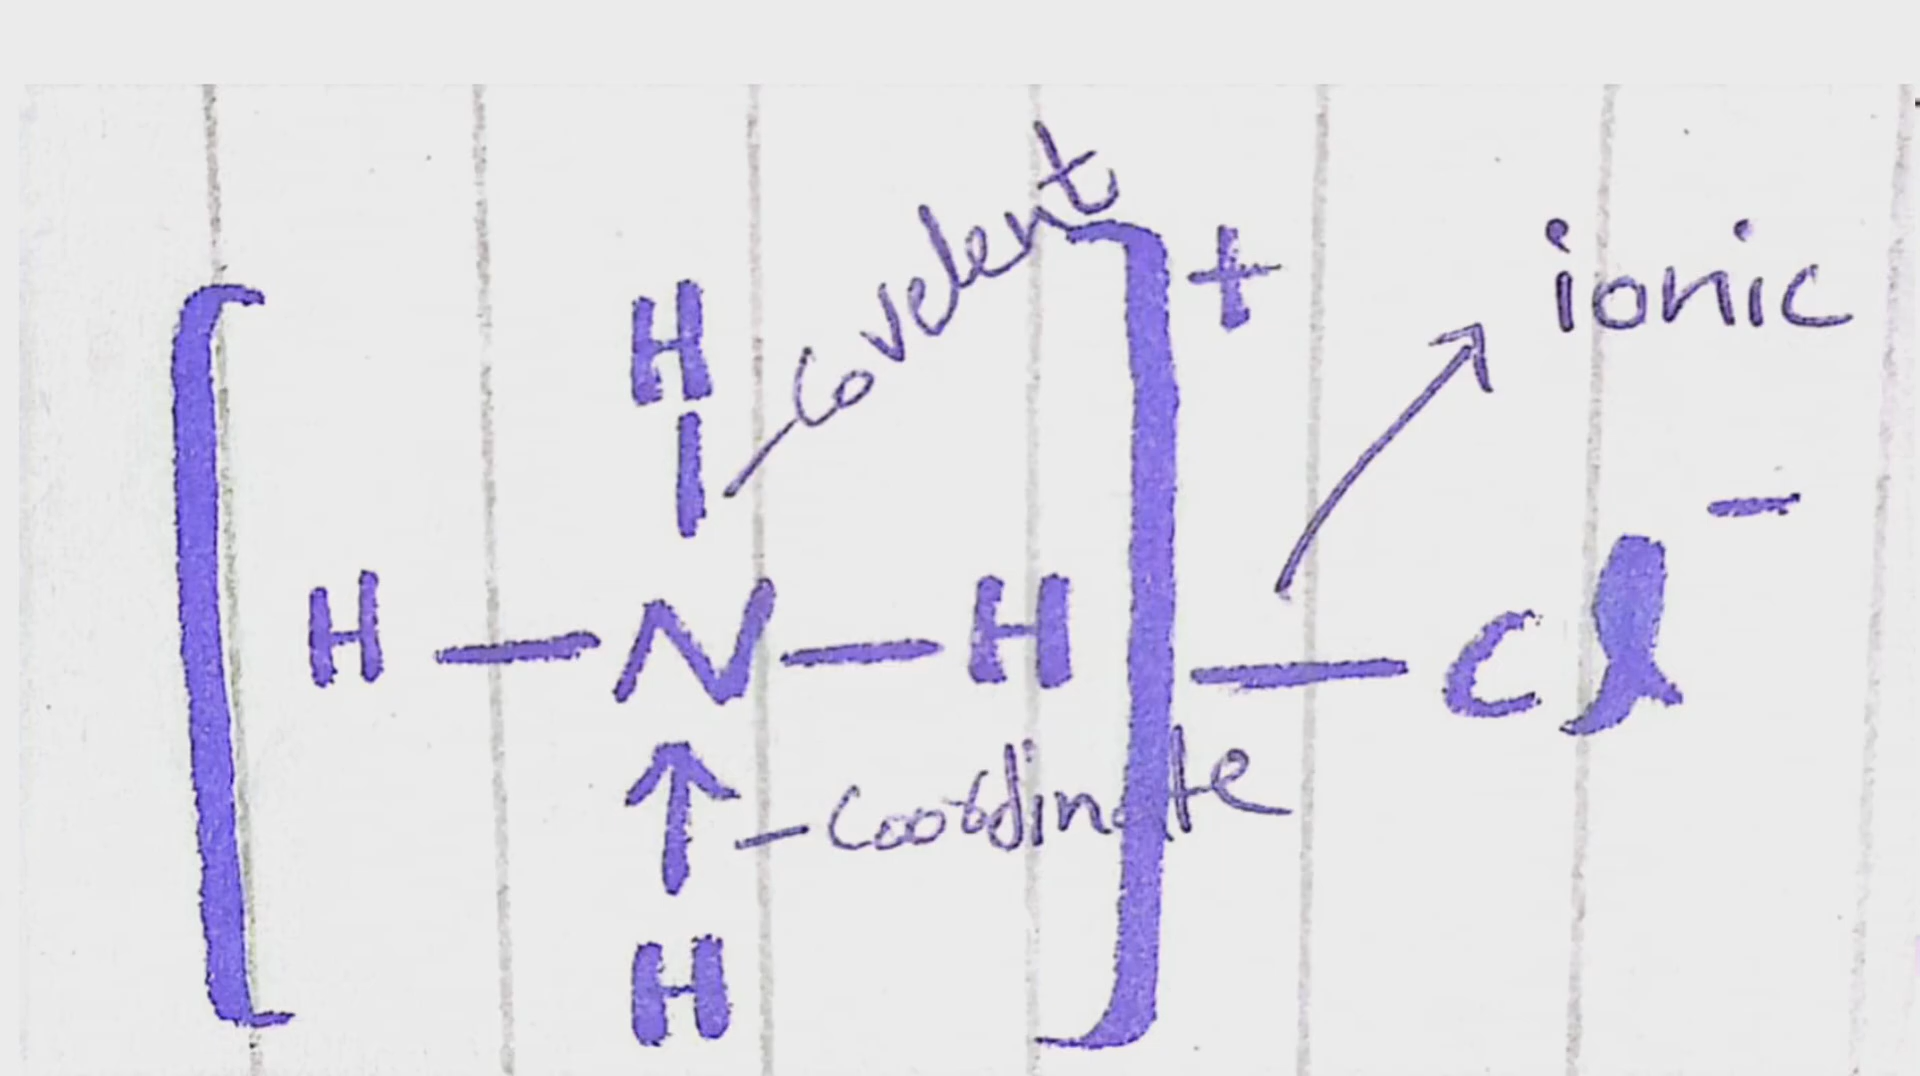 covelent
+
ionic
H
-
H — N — H — Cl
coordinate
H